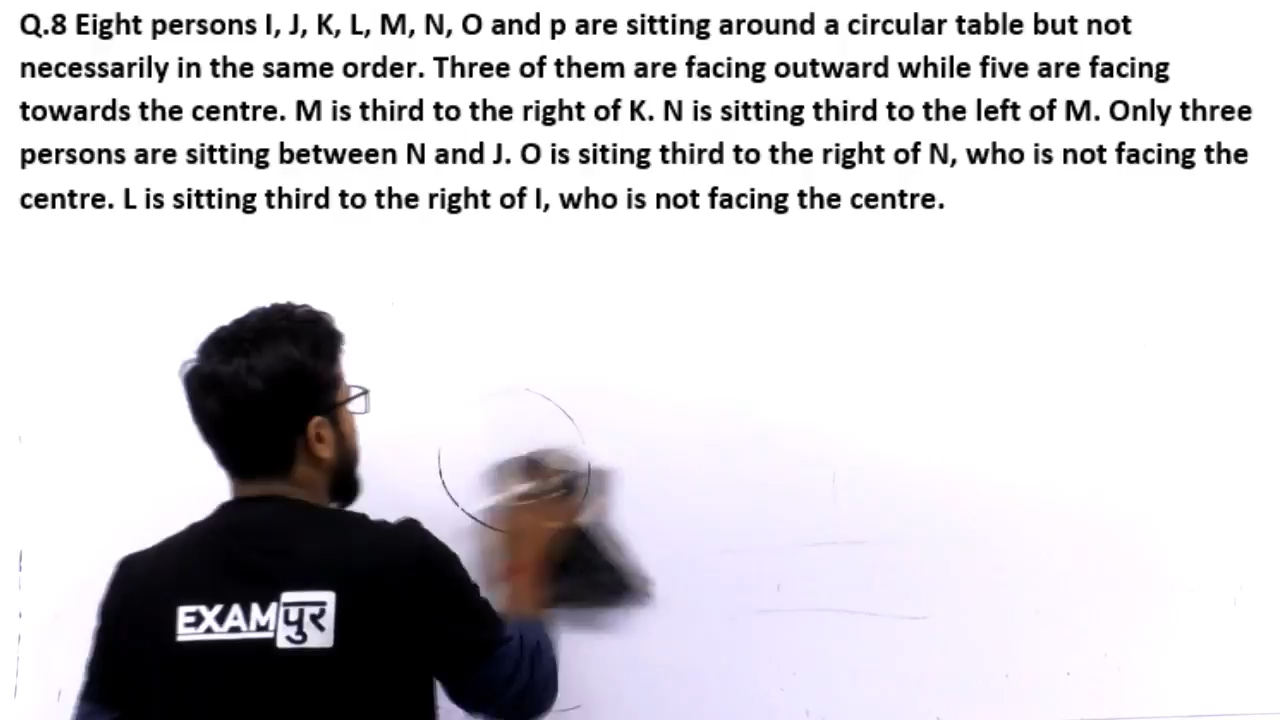 Q.8 Eight persons I, J, K, L, M, N, O and p are sitting around a circular table but not
necessarily in the same order. Three of them are facing outward while five are facing
towards the centre. M is third to the right of K. N is sitting third to the left of M. Only three
persons are sitting between N and J. O is siting third to the right of N, who is not facing the
centre. L is sitting third to the right of I, who is not facing the centre.
EXAMपुर